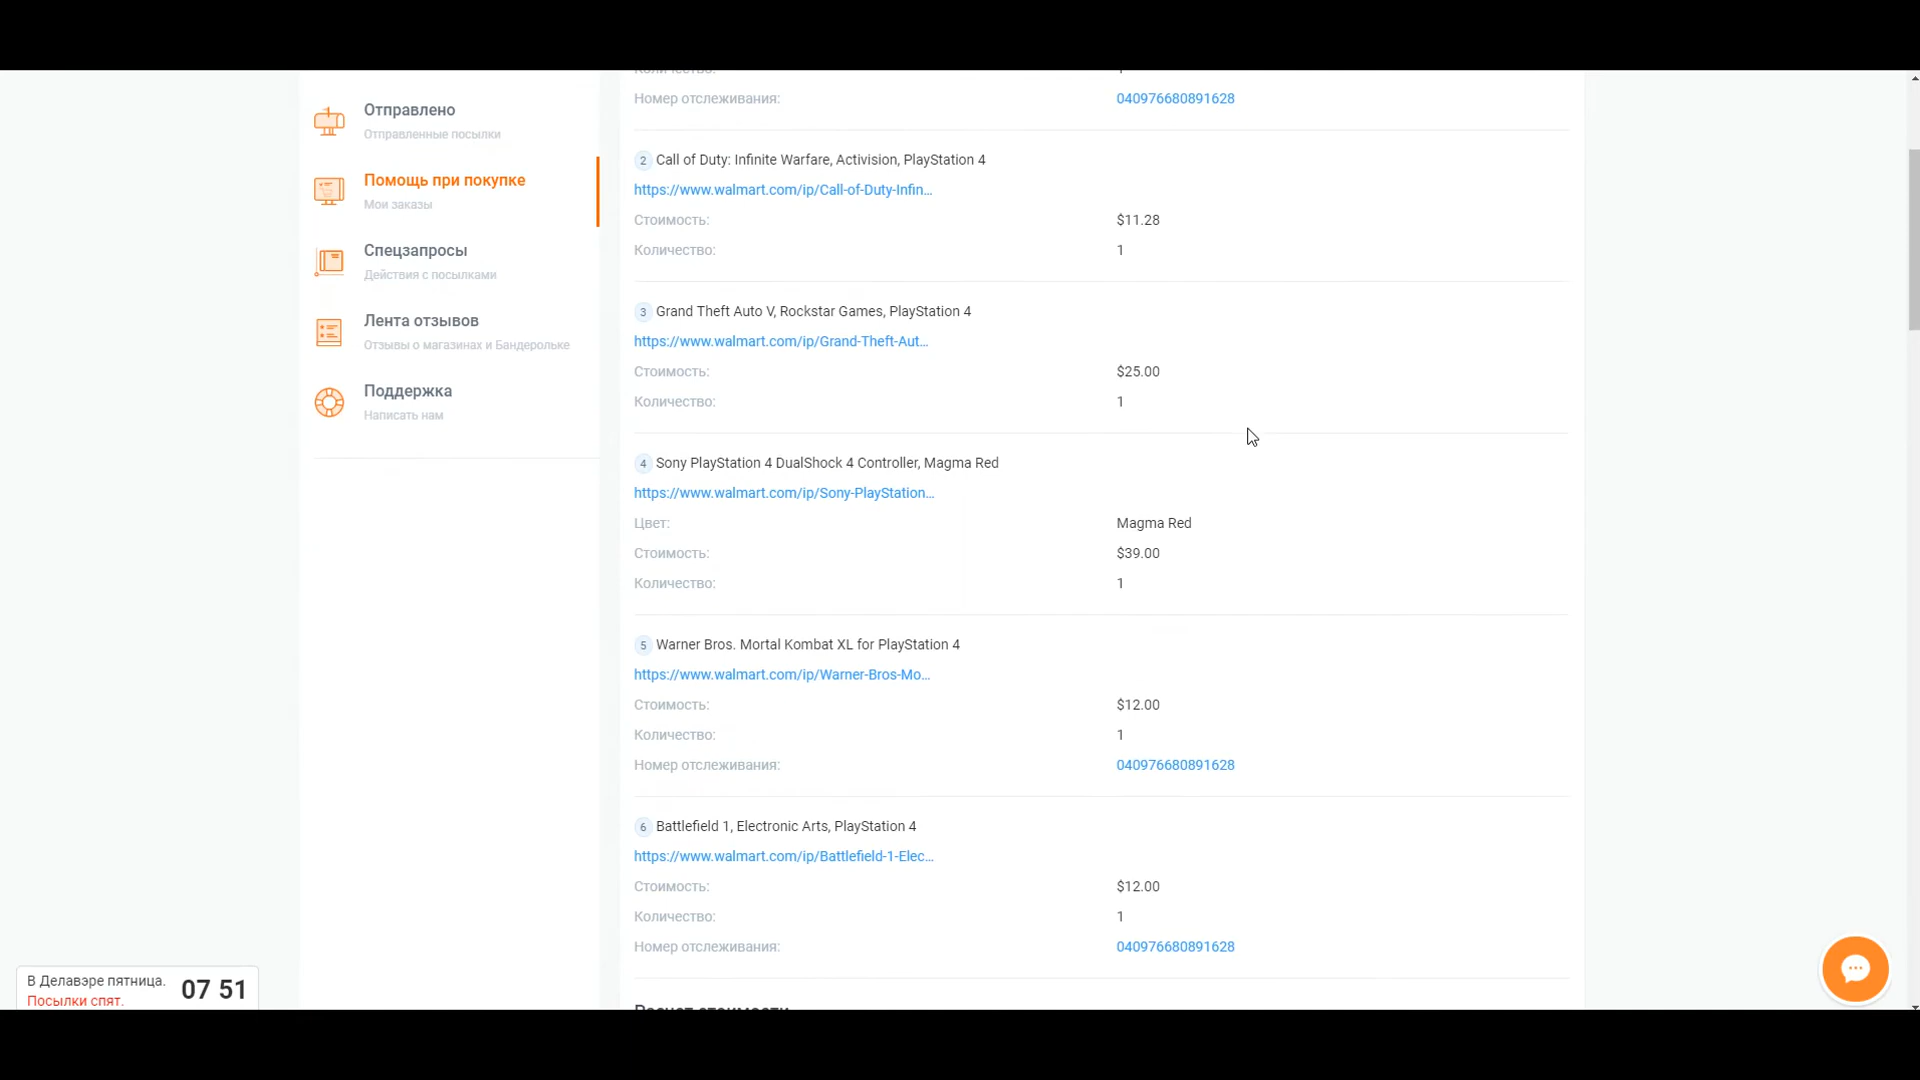 Отправлено
Отправленные посылки
Помощь при покупке
Мои заказы
Спецзапросы
Действия с посылками
Лента отзывов
Отзывы о магазинах и Бандерольке
Поддержка
Написать нам
Количество:
1
Номер отслеживания:
040976680891628
2 Call of Duty: Infinite Warfare, Activision, PlayStation 4
https://www.walmart.com/ip/Call-of-Duty-Infin...
Стоимость:
$11.28
Количество:
1
3 Grand Theft Auto V, Rockstar Games, PlayStation 4
https://www.walmart.com/ip/Grand-Theft-Aut...
Стоимость:
$25.00
Количество:
1
4 Sony PlayStation 4 DualShock 4 Controller, Magma Red
https://www.walmart.com/ip/Sony-PlayStation...
Цвет:
Magma Red
Стоимость:
$39.00
Количество:
1
5 Warner Bros. Mortal Kombat XL for PlayStation 4
https://www.walmart.com/ip/Warner-Bros-Mo...
Стоимость:
$12.00
Количество:
1
Номер отслеживания:
040976680891628
6 Battlefield 1, Electronic Arts, PlayStation 4
https://www.walmart.com/ip/Battlefield-1-Elec...
Стоимость:
$12.00
Количество:
1
Номер отслеживания:
040976680891628
Расчет стоимости
В Делавэре пятница.
Посылки спят.
07 51